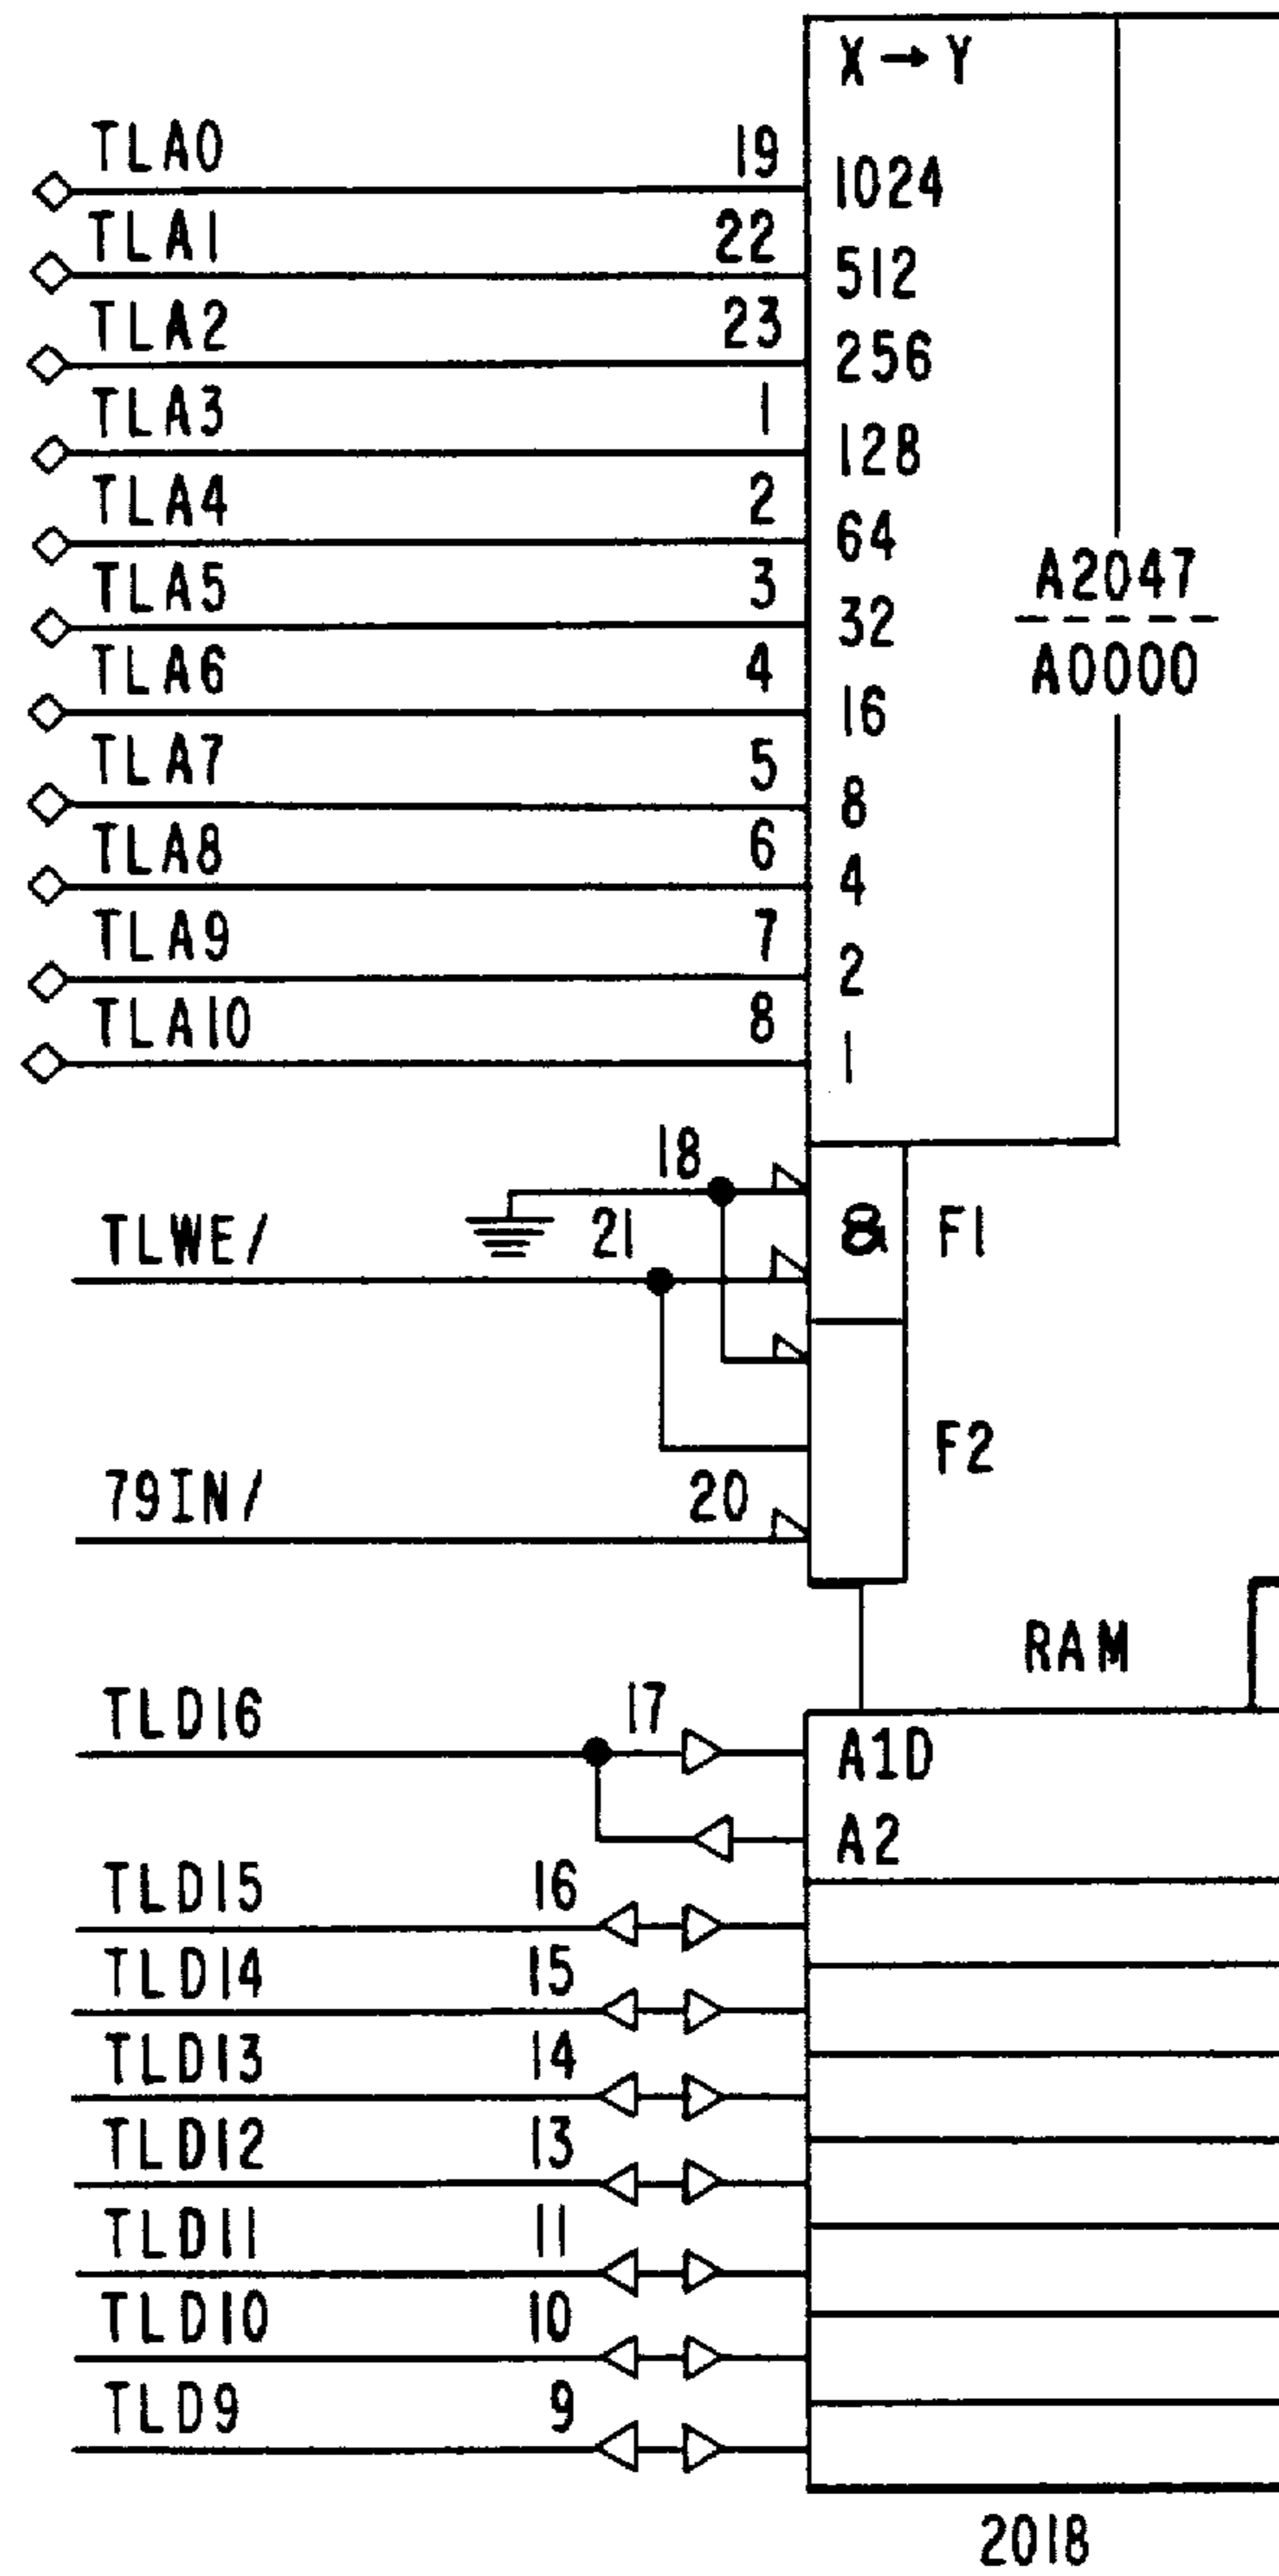 X → Y
TLA0 19 1024
TLA1 22 512
TLA2 23 256
TLA3 1 128
TLA4 2 64
A2047
TLA5 3 32
A0000
TLA6 4 16
TLA7 5 8
TLA8 6 4
TLA9 7 2
TLA10 8 1
18
TLWE/ 21 & F1
F2
79IN/ 20
RAM
TLD16 17 A1D
A2
TLD15 16
TLD14 15
TLD13 14
TLD12 13
TLD11 11
TLD10 10
TLD9 9
2018